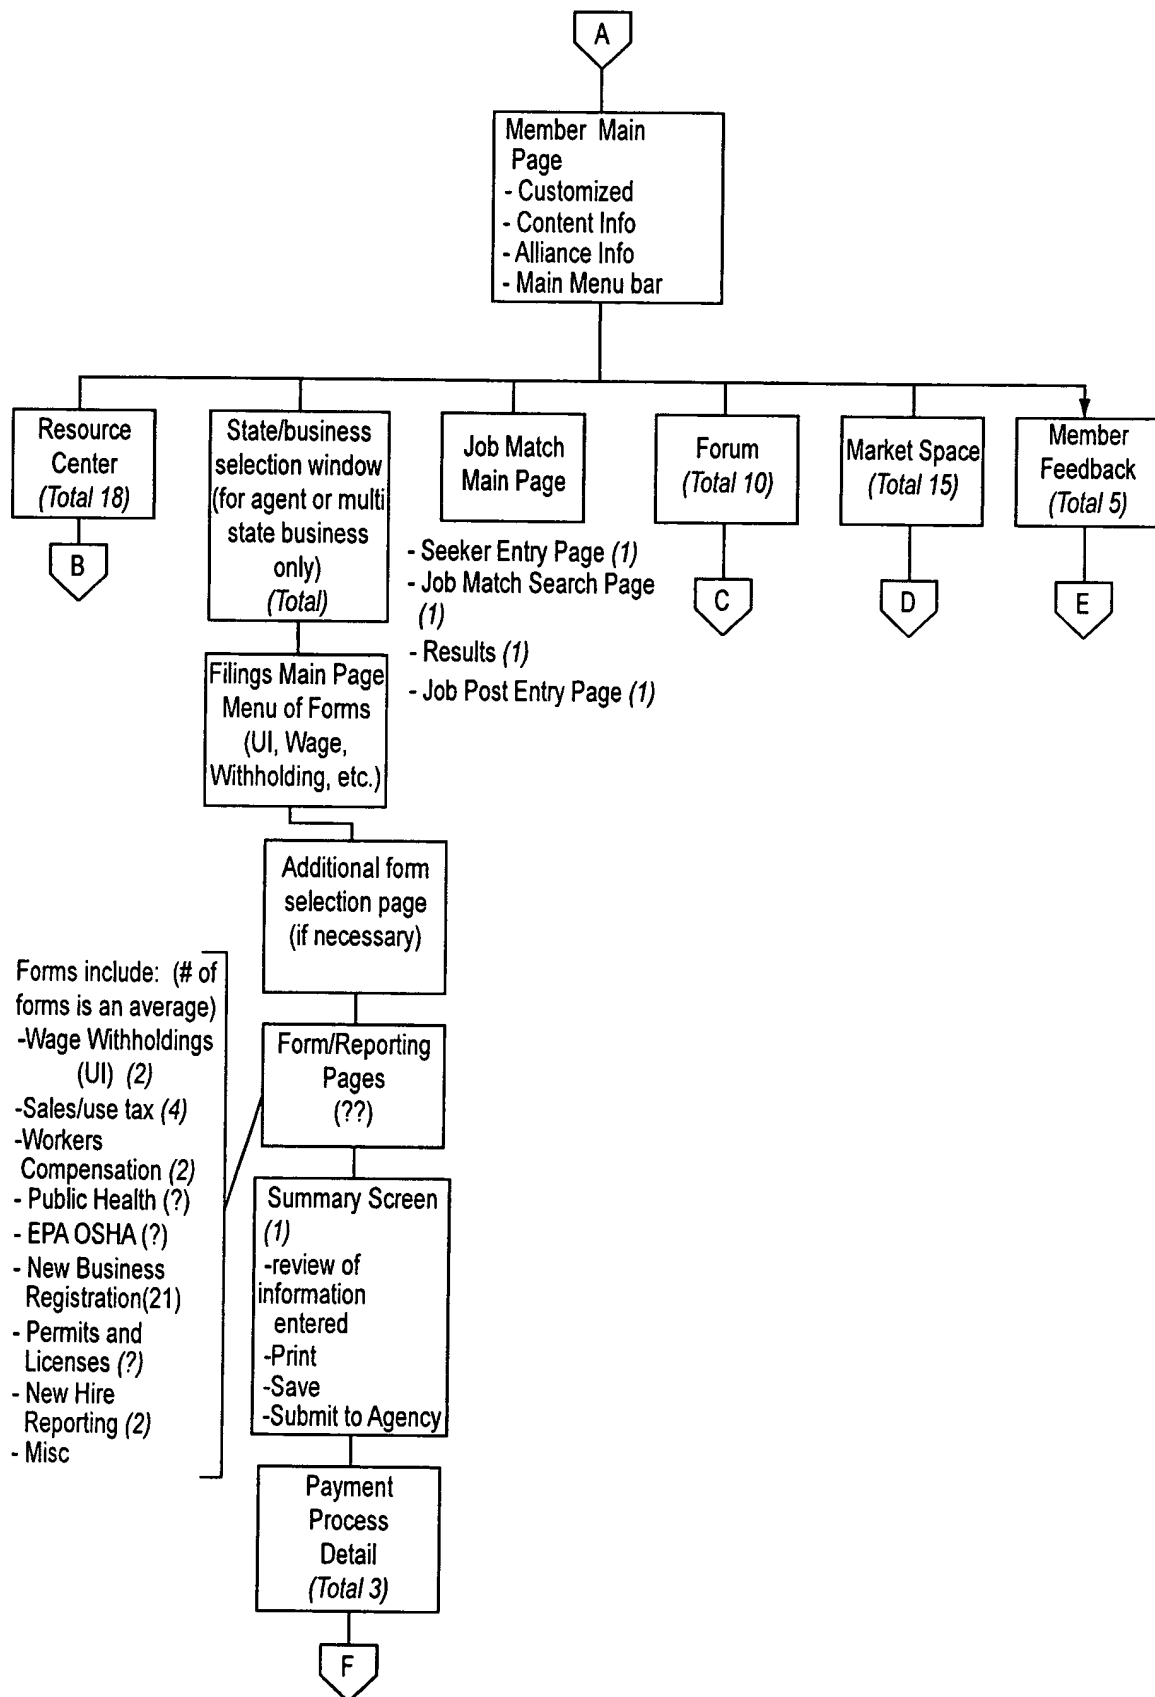 A
Member Main
Page
- Customized
- Content Info
- Alliance Info
- Main Menu bar
Resource
Center
(Total 18)
B
State/business
selection window
(for agent or multi
state business
only)
(Total)
Job Match
Main Page
- Seeker Entry Page (1)
- Job Match Search Page
(1)
- Results (1)
- Job Post Entry Page (1)
Forum
(Total 10)
C
Market Space
(Total 15)
D
Member
Feedback
(Total 5)
E
Filings Main Page
Menu of Forms
(UI, Wage,
Withholding, etc.)
Additional form
selection page
(if necessary)
Forms include: (# of
forms is an average)
-Wage Withholdings
(UI) (2)
-Sales/use tax (4)
-Workers
Compensation (2)
- Public Health (?)
- EPA OSHA (?)
- New Business
Registration(21)
- Permits and
Licenses (?)
- New Hire
Reporting (2)
- Misc
Form/Reporting
Pages
(??)
Summary Screen
(1)
-review of
information
entered
-Print
-Save
-Submit to Agency
Payment
Process
Detail
(Total 3)
F